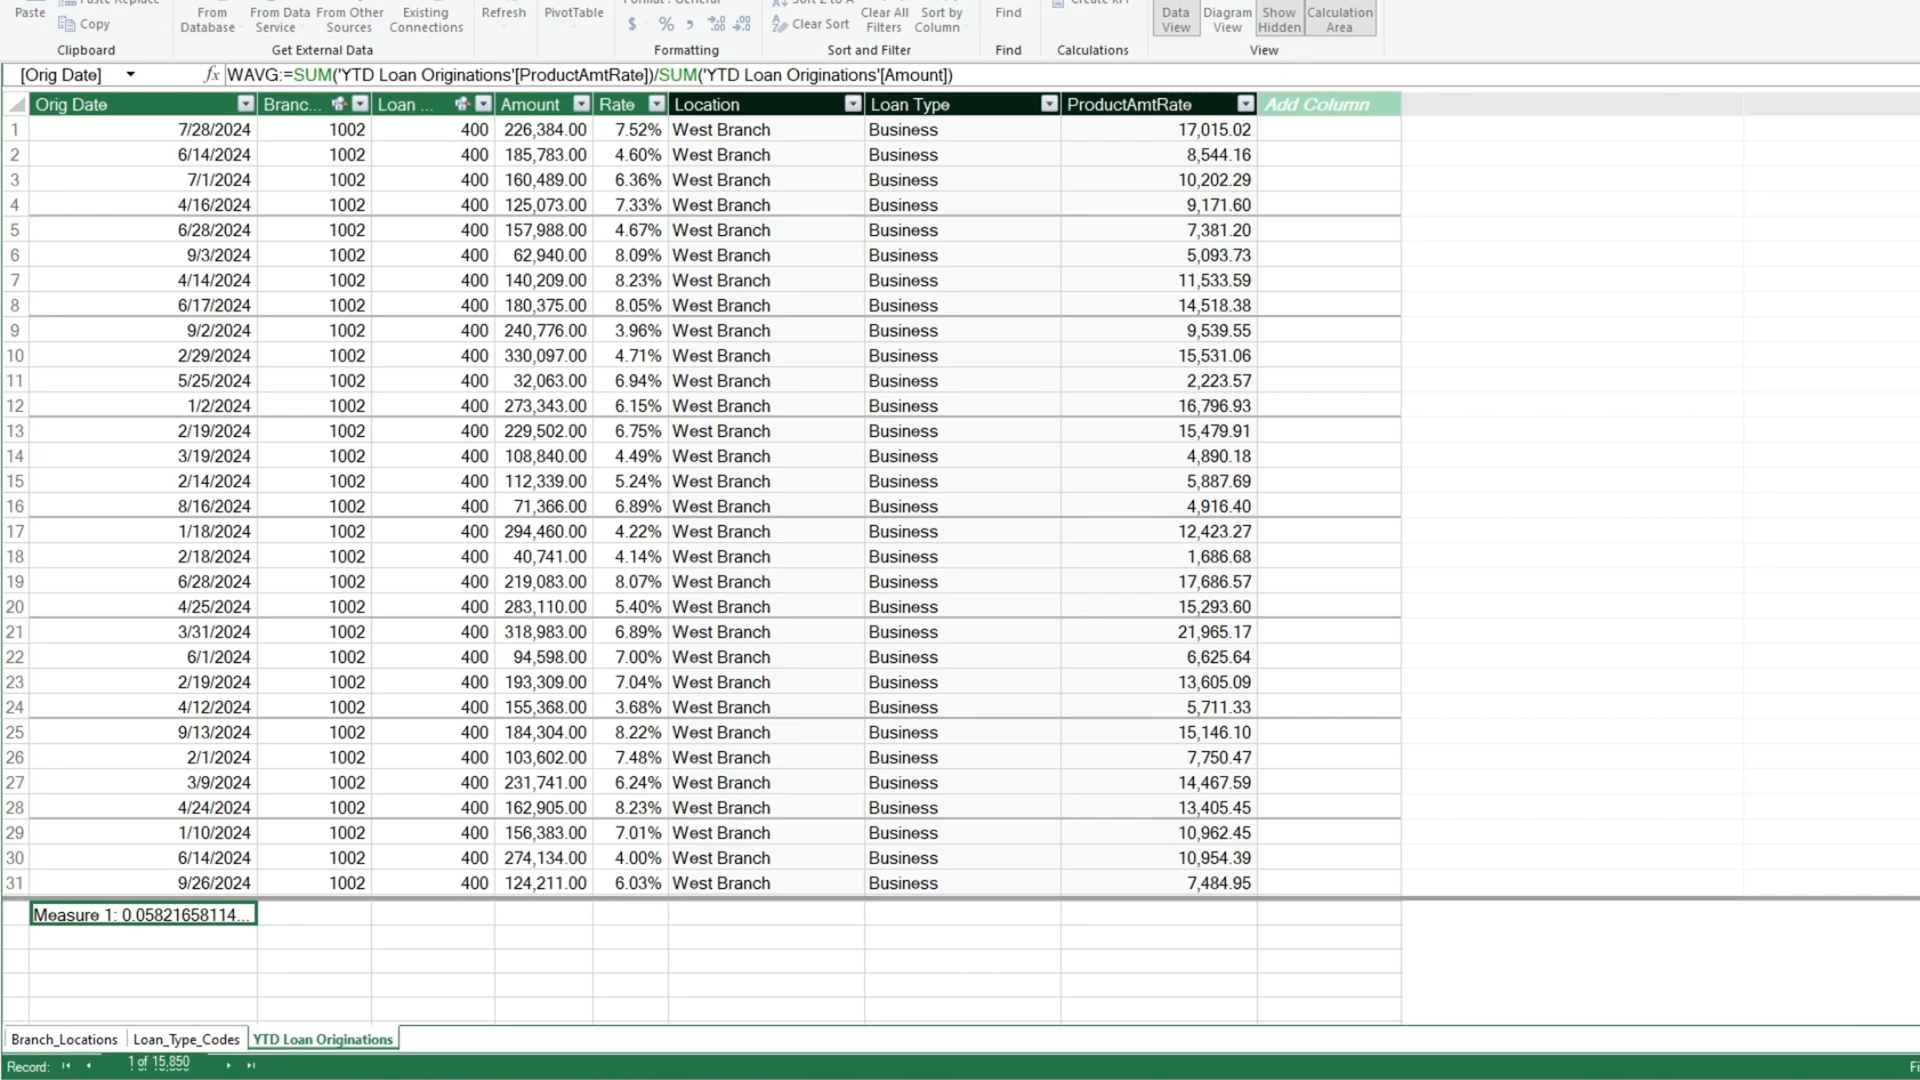 Paste
Copy
Clipboard
From Database
From Data Service
From Other Sources
Existing Connections
Get External Data
Refresh
PivotTable
$ % ,
Formatting
Clear Sort
Clear All Filters
Sort by Column
Sort and Filter
Find
Find
Calculations
Data View
Diagram View
Show Hidden
Calculation Area
View
[Orig Date] fx WAVG:=SUM('YTD Loan Originations'[ProductAmtRate])/SUM('YTD Loan Originations'[Amount])
Orig Date Branc... Loan ... Amount Rate Location Loan Type ProductAmtRate Add Column
1 7/28/2024 1002 400 226,384.00 7.52% West Branch Business 17,015.02
2 6/14/2024 1002 400 185,783.00 4.60% West Branch Business 8,544.16
3 7/1/2024 1002 400 160,489.00 6.36% West Branch Business 10,202.29
4 4/16/2024 1002 400 125,073.00 7.33% West Branch Business 9,171.60
5 6/28/2024 1002 400 157,988.00 4.67% West Branch Business 7,381.20
6 9/3/2024 1002 400 62,940.00 8.09% West Branch Business 5,093.73
7 4/14/2024 1002 400 140,209.00 8.23% West Branch Business 11,533.59
8 6/17/2024 1002 400 180,375.00 8.05% West Branch Business 14,518.38
9 9/2/2024 1002 400 240,776.00 3.96% West Branch Business 9,539.55
10 2/29/2024 1002 400 330,097.00 4.71% West Branch Business 15,531.06
11 5/25/2024 1002 400 32,063.00 6.94% West Branch Business 2,223.57
12 1/2/2024 1002 400 273,343.00 6.15% West Branch Business 16,796.93
13 2/19/2024 1002 400 229,502.00 6.75% West Branch Business 15,479.91
14 3/19/2024 1002 400 108,840.00 4.49% West Branch Business 4,890.18
15 2/14/2024 1002 400 112,339.00 5.24% West Branch Business 5,887.69
16 8/16/2024 1002 400 71,366.00 6.89% West Branch Business 4,916.40
17 1/18/2024 1002 400 294,460.00 4.22% West Branch Business 12,423.27
18 2/18/2024 1002 400 40,741.00 4.14% West Branch Business 1,686.68
19 6/28/2024 1002 400 219,083.00 8.07% West Branch Business 17,686.57
20 4/25/2024 1002 400 283,110.00 5.40% West Branch Business 15,293.60
21 3/31/2024 1002 400 318,983.00 6.89% West Branch Business 21,965.17
22 6/1/2024 1002 400 94,598.00 7.00% West Branch Business 6,625.64
23 2/19/2024 1002 400 193,309.00 7.04% West Branch Business 13,605.09
24 4/12/2024 1002 400 155,368.00 3.68% West Branch Business 5,711.33
25 9/13/2024 1002 400 184,304.00 8.22% West Branch Business 15,146.10
26 2/1/2024 1002 400 103,602.00 7.48% West Branch Business 7,750.47
27 3/9/2024 1002 400 231,741.00 6.24% West Branch Business 14,467.59
28 4/24/2024 1002 400 162,905.00 8.23% West Branch Business 13,405.45
29 1/10/2024 1002 400 156,383.00 7.01% West Branch Business 10,962.45
30 6/14/2024 1002 400 274,134.00 4.00% West Branch Business 10,954.39
31 9/26/2024 1002 400 124,211.00 6.03% West Branch Business 7,484.95
Measure 1: 0.05821658114...
Branch_Locations Loan_Type_Codes YTD Loan Originations
Record: 1 of 15,850